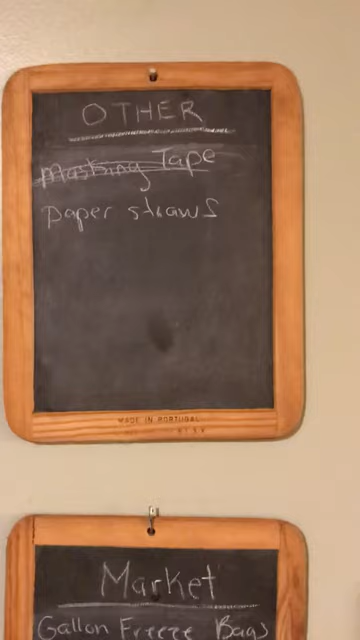 OTHER
Masking Tape
paper straws
MADE IN PORTUGAL
Market
Gallon Freeze Bags